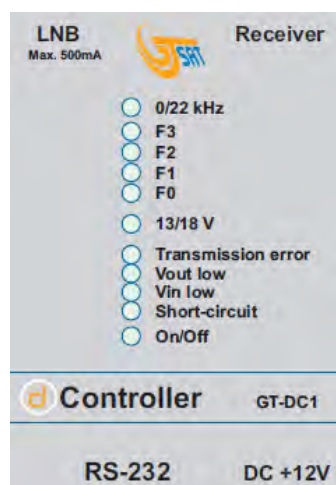 LNB Receiver
Max. 500mA
GTSAT
0/22 kHz
F3
F2
F1
F0
13/18 V
Transmission error
Vout low
Vin low
Short-circuit
On/Off
d Controller GT-DC1
RS-232 DC +12V